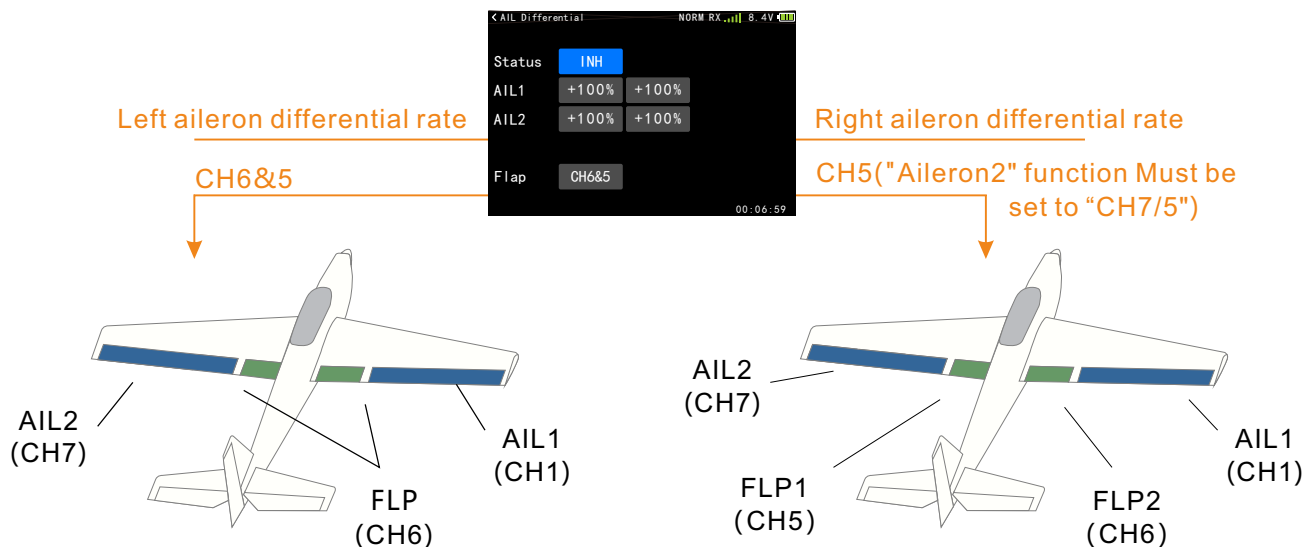 < AIL Differential NORM RX 8.4V
Status INH
AIL1 +100% +100%
AIL2 +100% +100%
Flap CH6&5
00:06:59
Left aileron differential rate
Right aileron differential rate
CH6&5
CH5("Aileron2" function Must be
set to “CH7/5")
AIL2
(CH7)
FLP
(CH6)
AIL1
(CH1)
AIL2
(CH7)
FLP1
(CH5)
FLP2
(CH6)
AIL1
(CH1)